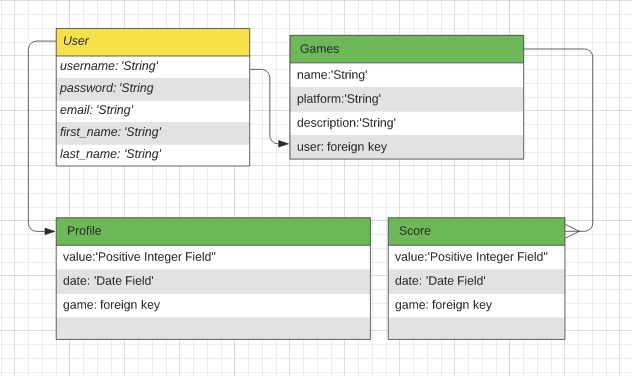 User
username: 'String'
password: 'String
email: 'String'
first_name: 'String'
last_name: 'String'
Games
name:'String'
platform:'String'
description:'String'
user: foreign key
Profile
value:'Positive Integer Field"
date: 'Date Field'
game: foreign key
Score
value:'Positive Integer Field"
date: 'Date Field'
game: foreign key